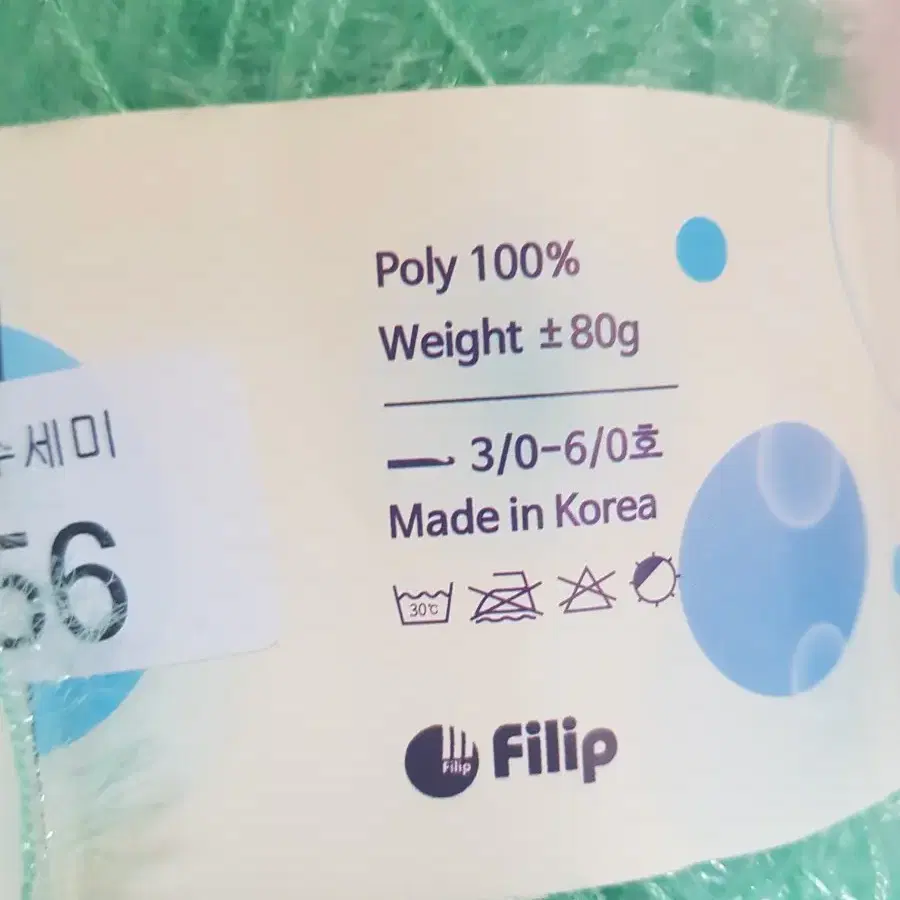 세미
56
Poly 100%
Weight ±80g
3/0-6/0호
Made in Korea
30℃
Filip
Filip